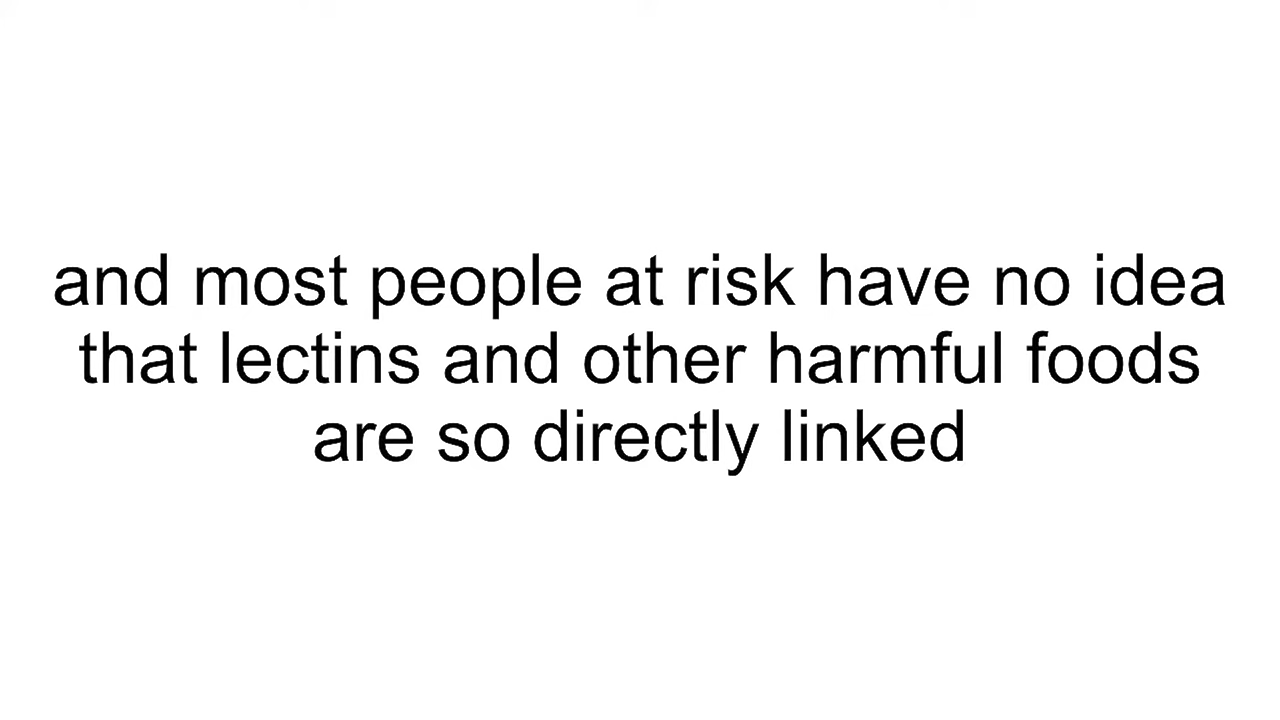 and most people at risk have no idea
that lectins and other harmful foods
are so directly linked